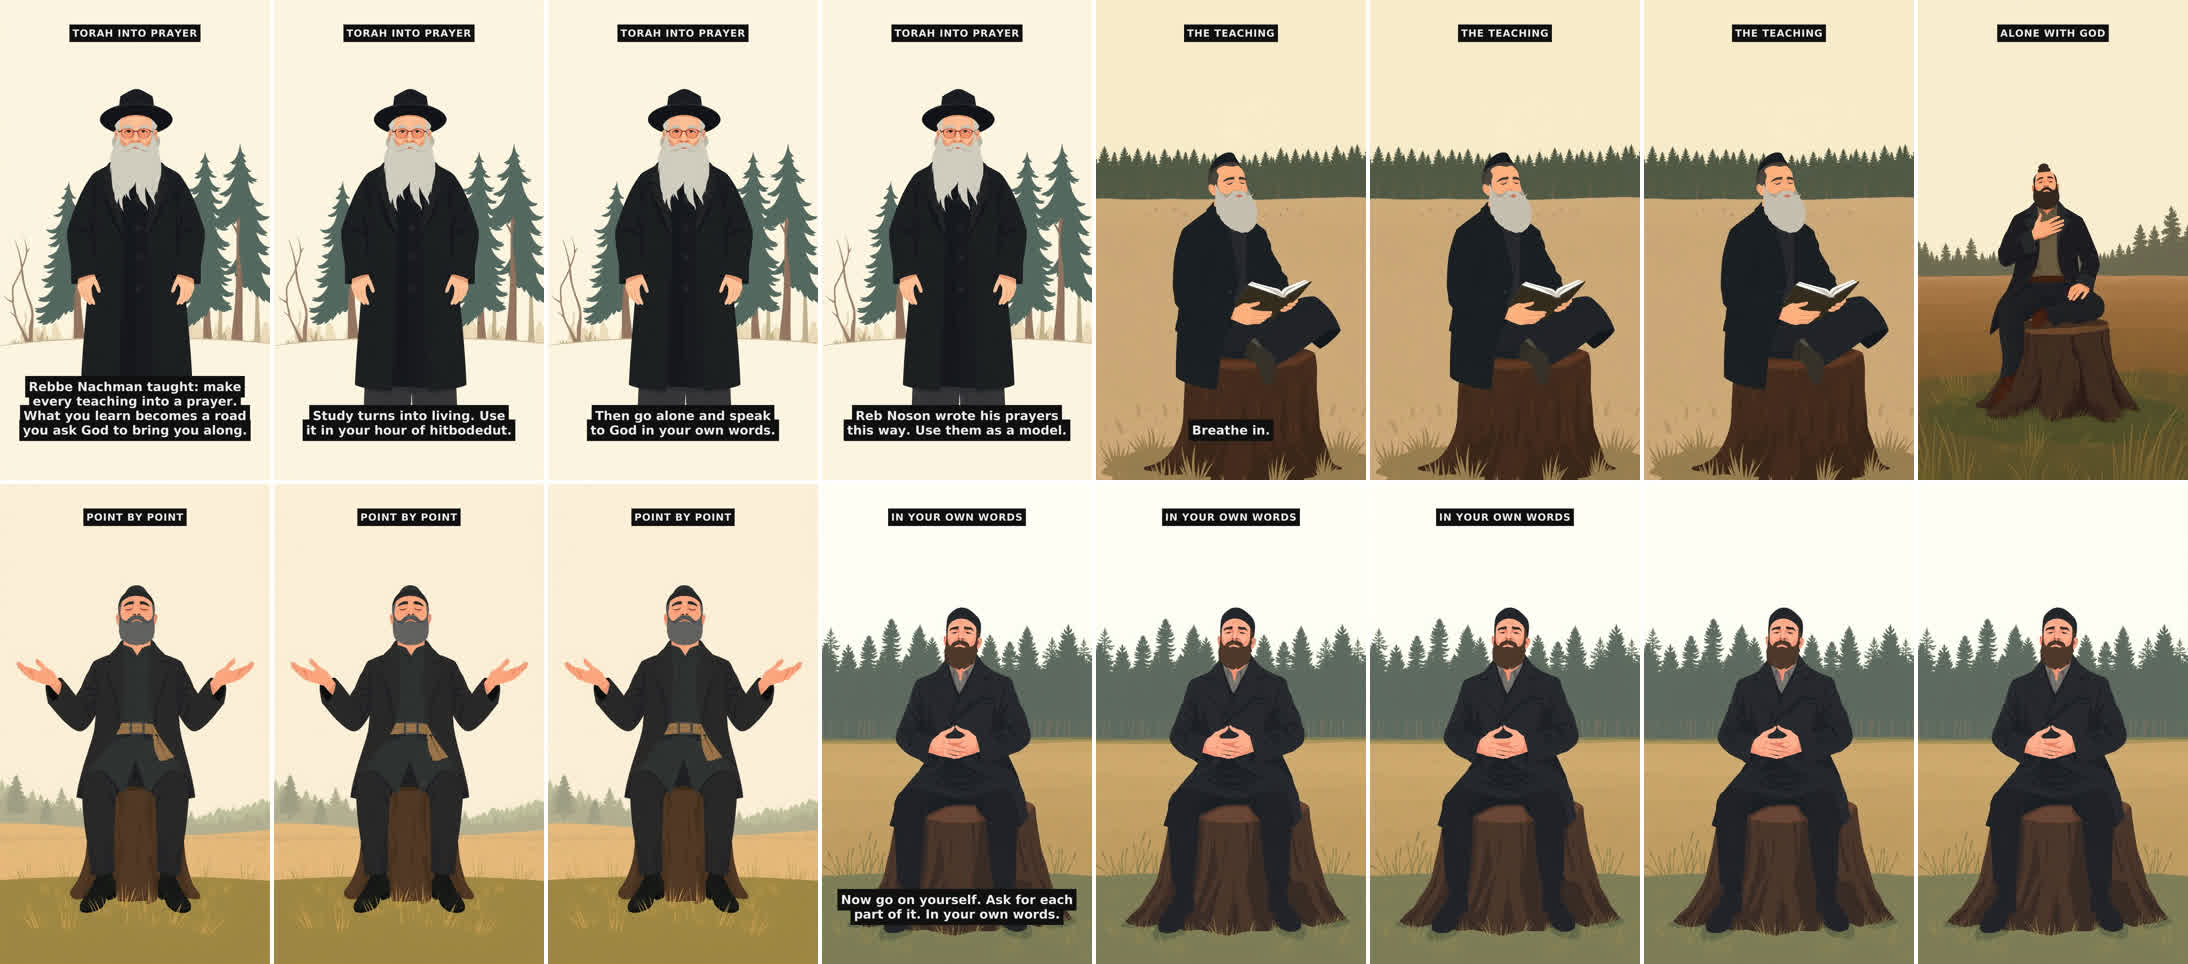 TORAH INTO PRAYER
Rebbe Nachman taught: make
every teaching into a prayer.
What you learn becomes a road
you ask God to bring you along.
TORAH INTO PRAYER
Study turns into living. Use
it in your hour of hitbodedut.
TORAH INTO PRAYER
Then go alone and speak
to God in your own words.
TORAH INTO PRAYER
Reb Noson wrote his prayers
this way. Use them as a model.
THE TEACHING
Breathe in.
THE TEACHING
THE TEACHING
ALONE WITH GOD
POINT BY POINT
POINT BY POINT
POINT BY POINT
IN YOUR OWN WORDS
Now go on yourself. Ask for each
part of it. In your own words.
IN YOUR OWN WORDS
IN YOUR OWN WORDS